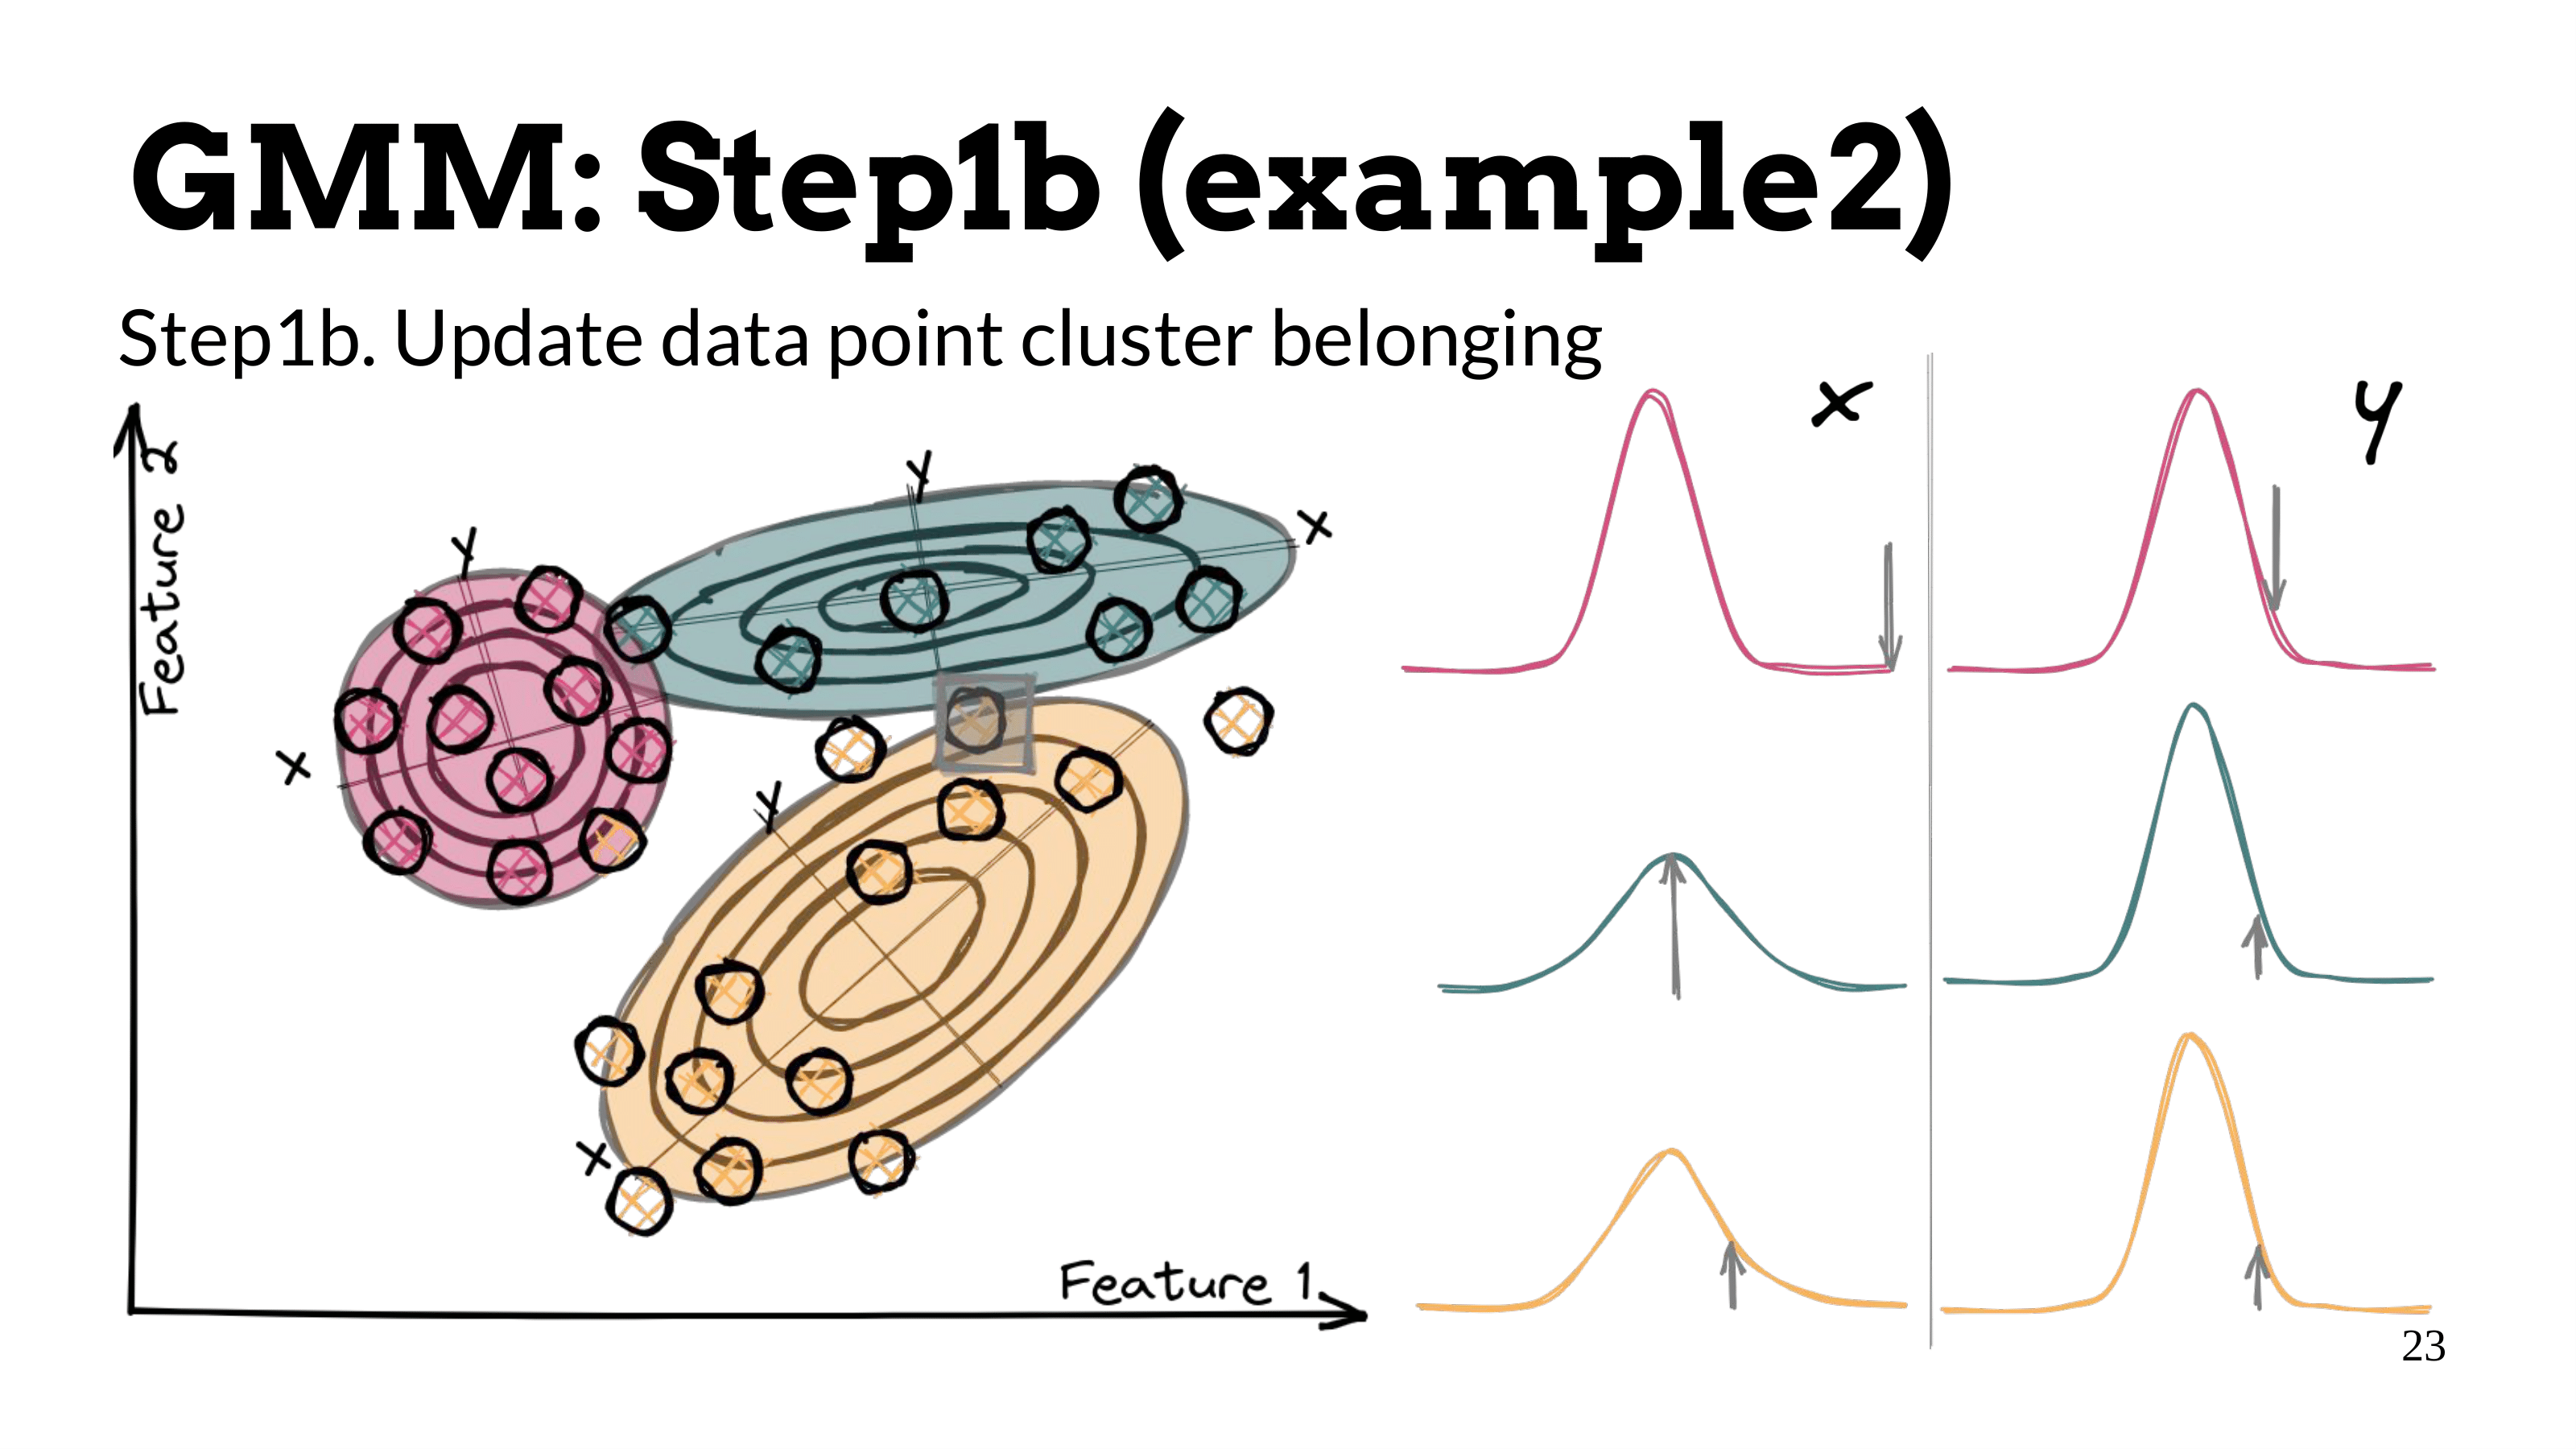 GMM: Step1b (example2)
Step1b. Update data point cluster belonging
Feature 2
Y
X
Y
X
Y
X
Feature 1
x
y
23